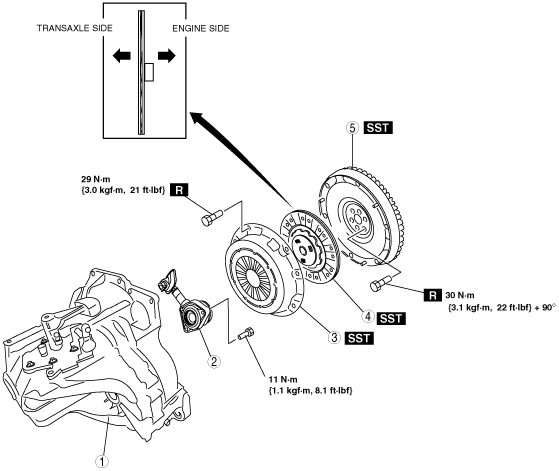 TRANSAXLE SIDE
ENGINE SIDE
5 SST
29 N·m
{3.0 kgf·m, 21 ft·lbf} R
R 30 N·m
{3.1 kgf·m, 22 ft·lbf} + 90°
4 SST
3 SST
2
11 N·m
{1.1 kgf·m, 8.1 ft·lbf}
1